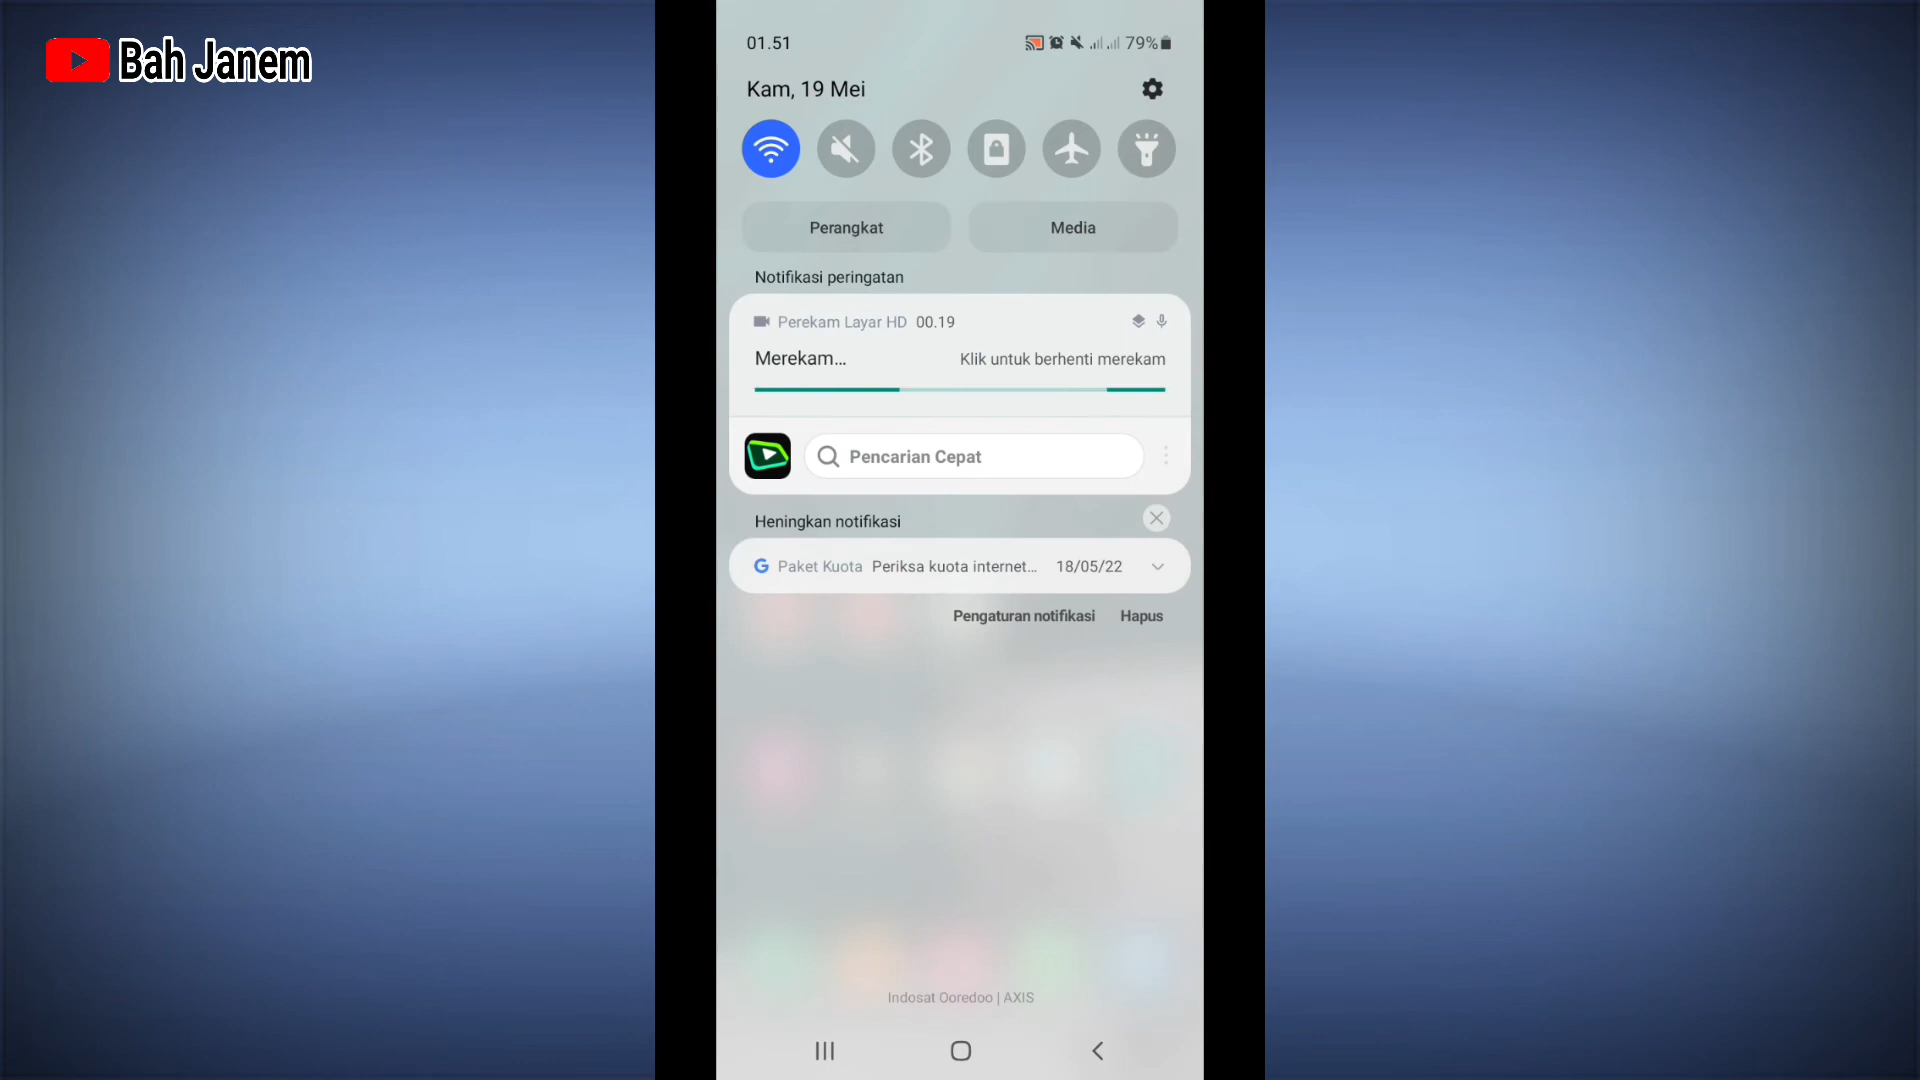 Bah Janem
01.51
79%
Kam, 19 Mei
Perangkat
Media
Notifikasi peringatan
Perekam Layar HD 00.19
Merekam...
Klik untuk berhenti merekam
Pencarian Cepat
Heningkan notifikasi
G Paket Kuota Periksa kuota internet... 18/05/22
Pengaturan notifikasi Hapus
Indosat Ooredoo | AXIS